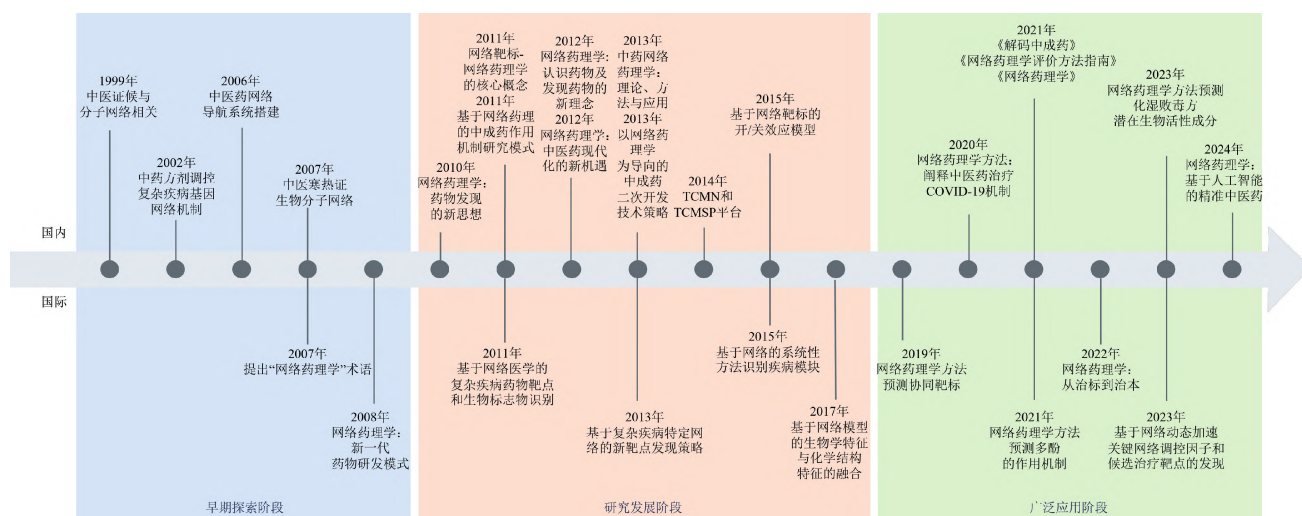 1999年
中医证候与
分子网络相关
2002年
中药方剂调控
复杂疾病基因
网络机制
2006年
中医药网络
导航系统搭建
2007年
中医寒热证
生物分子网络
2010年
网络药理学：
药物发现
的新思想
2011年
网络靶标-
网络药理学
的核心概念
2011年
基于网络药理
的中成药作用
机制研究模式
2012年
网络药理学：
认识药物及
发现药物的
新理念
2012年
网络药理学：
中医药现代
化的新机遇
2013年
中药网络
药理学：
理论、方
法与应用
2013年
以网络药
理学
为导向的
中成药
二次开发
技术策略
2014年
TCMN和
TCMSP平台
2015年
基于网络靶标的
开/关效应模型
2020年
网络药理学方法：
阐释中医药治疗
COVID-19机制
2021年
《解码中成药》
《网络药理学评价方法指南》
《网络药理学》
2023年
网络药理学方法预测
化湿败毒方
潜在生物活性成分
2024年
网络药理学：
基于人工智能
的精准中医药
国内
国际
2007年
提出“网络药理学”术语
2008年
网络药理学：
新一代
药物研发模式
2011年
基于网络医学的
复杂疾病药物靶点
和生物标志物识别
2013年
基于复杂疾病特定网
络的新靶点发现策略
2015年
基于网络的系统性
方法识别疾病模块
2017年
基于网络模型
的生物学特征
与化学结构
特征的融合
2019年
网络药理学方法
预测协同靶标
2021年
网络药理学方法
预测多酚
的作用机制
2022年
网络药理学：
从治标到治本
2023年
基于网络动态加速
关键网络调控因子和
候选治疗靶点的发现
早期探索阶段
研究发展阶段
广泛应用阶段